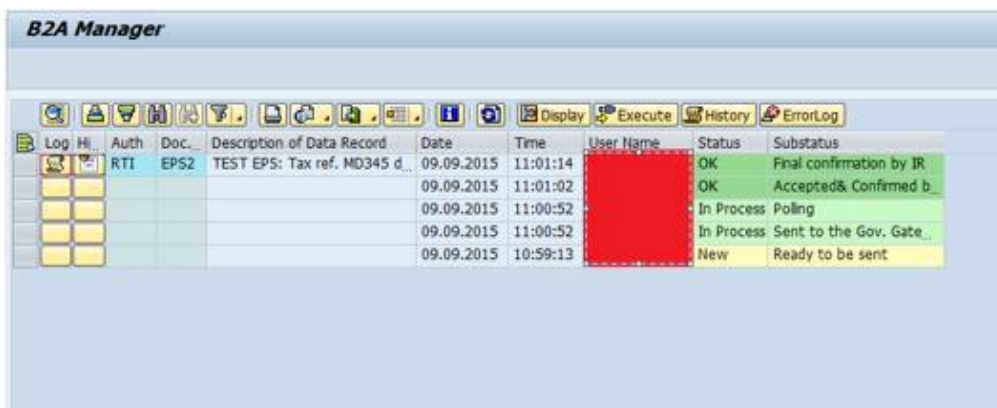 B2A Manager
Display Execute History ErrorLog
Log Hi... Auth Doc... Description of Data Record Date Time User Name Status Substatus
RTI EPS2 TEST EPS: Tax ref. MD345 d... 09.09.2015 11:01:14 OK Final confirmation by IR
09.09.2015 11:01:02 OK Accepted& Confirmed b...
09.09.2015 11:00:52 In Process Polling
09.09.2015 11:00:52 In Process Sent to the Gov. Gate...
09.09.2015 10:59:13 New Ready to be sent